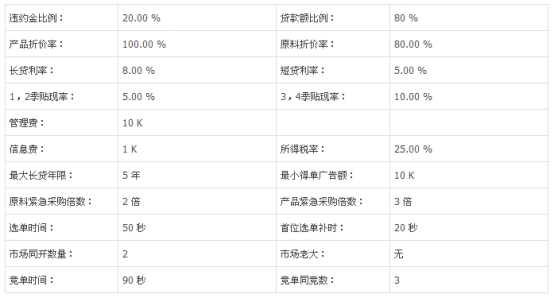 违约金比例： 20.00 % 贷款额比例： 80 %
产品折价率： 100.00 % 原料折价率： 80.00 %
长贷利率： 8.00 % 短贷利率： 5.00 %
1，2季贴现率： 5.00 % 3，4季贴现率： 10.00 %
管理费： 10 K
信息费： 1 K 所得税率： 25.00 %
最大长贷年限： 5 年 最小得单广告额： 10 K
原料紧急采购倍数： 2 倍 产品紧急采购倍数： 3 倍
选单时间： 50 秒 首位选单补时： 20 秒
市场同开数量： 2 市场老大： 无
竞单时间： 90 秒 竞单同竞数： 3